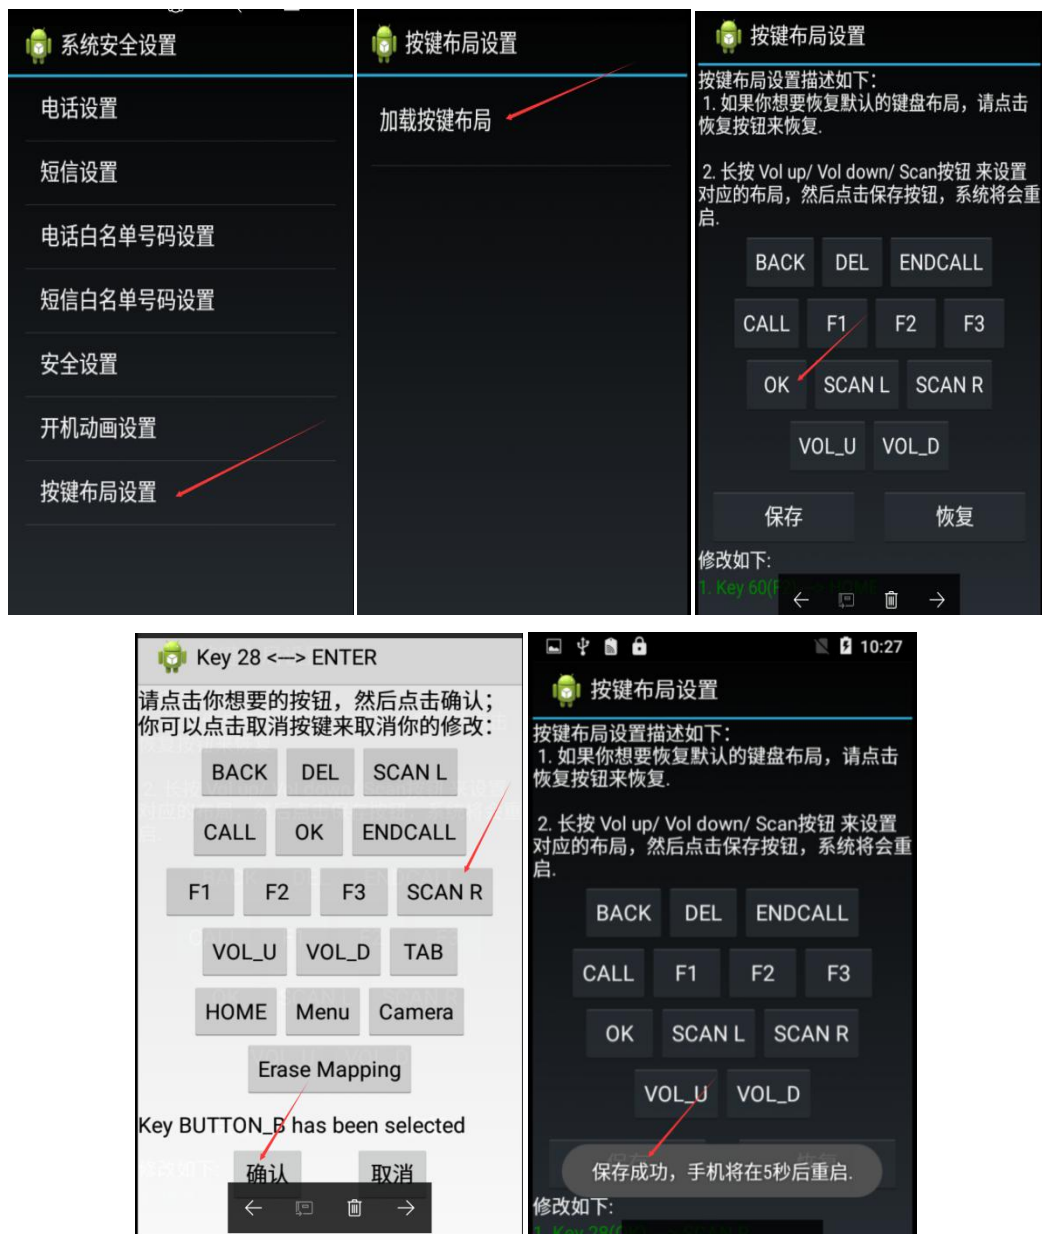 系统安全设置
电话设置
短信设置
电话白名单号码设置
短信白名单号码设置
安全设置
开机动画设置
按键布局设置
按键布局设置
加载按键布局
按键布局设置
按键布局设置描述如下：
1. 如果你想要恢复默认的键盘布局，请点击
恢复按钮来恢复.
2. 长按 Vol up/ Vol down/ Scan按钮 来设置
对应的布局，然后点击保存按钮，系统将会重
启.
BACK DEL ENDCALL
CALL F1 F2 F3
OK SCAN L SCAN R
VOL_U VOL_D
保存 恢复
修改如下:
1. Key 60(F2)---> HOME
Key 28 <---> ENTER
请点击你想要的按钮，然后点击确认；
你可以点击取消按键来取消你的修改：
BACK DEL SCAN L
CALL OK ENDCALL
F1 F2 F3 SCAN R
VOL_U VOL_D TAB
HOME Menu Camera
Erase Mapping
Key BUTTON_B has been selected
确认 取消
10:27
按键布局设置
按键布局设置描述如下：
1. 如果你想要恢复默认的键盘布局，请点击
恢复按钮来恢复.
2. 长按 Vol up/ Vol down/ Scan按钮 来设置
对应的布局，然后点击保存按钮，系统将会重
启.
BACK DEL ENDCALL
CALL F1 F2 F3
OK SCAN L SCAN R
VOL_U VOL_D
保存成功，手机将在5秒后重启.
修改如下:
1. Key 28(